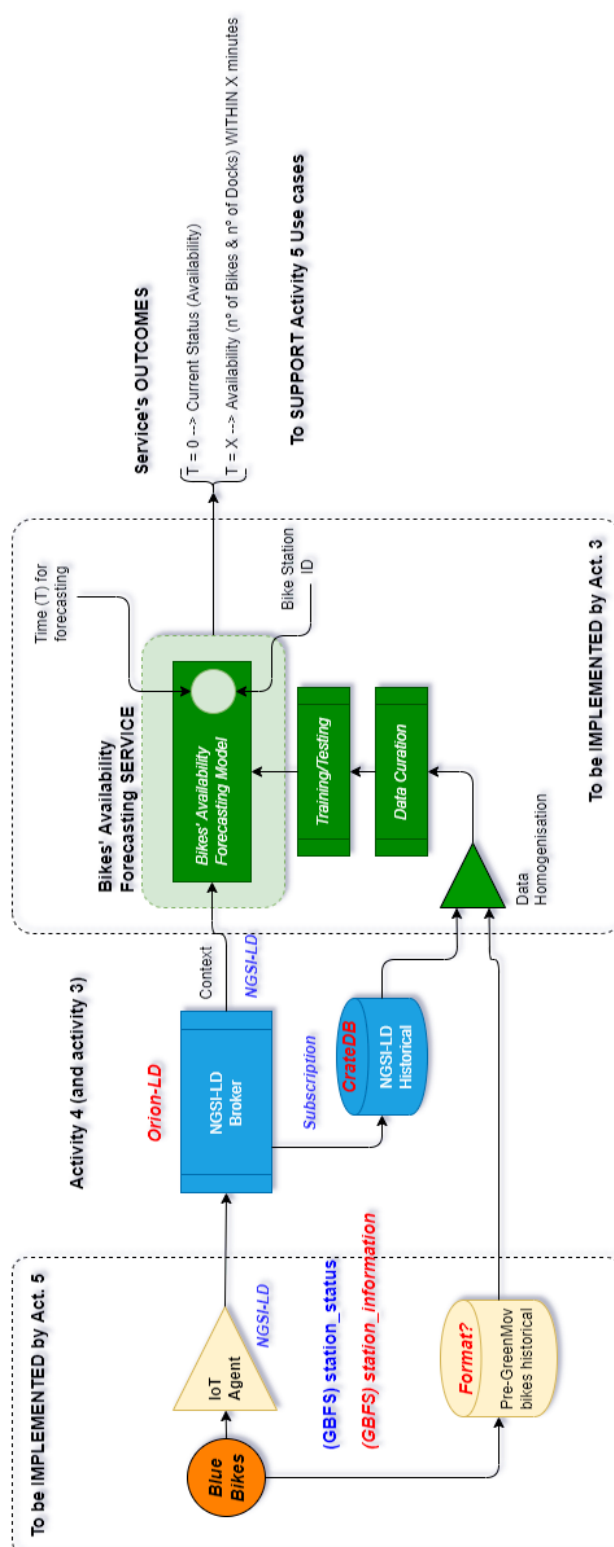 To be IMPLEMENTED by Act. 5
Blue
Bikes
IoT
Agent
NGSI-LD
(GBFS) station_status
(GBFS) station_information
Format?
Pre-GreenMov
bikes historical
Activity 4 (and activity 3)
Orion-LD
NGSI-LD
Broker
Context
NGSI-LD
Subscription
CrateDB
NGSI-LD
Historical
Bikes' Availability
Forecasting SERVICE
Time (T) for
forecasting
Bikes' Availability
Forecasting Model
Bike Station
ID
Training/Testing
Data Curation
Data
Homogenisation
To be IMPLEMENTED by Act. 3
Service's OUTCOMES
T = 0 --> Current Status (Availability)
T = X --> Availability (nº of Bikes & nº of Docks) WITHIN X minutes
To SUPPORT Activity 5 Use cases